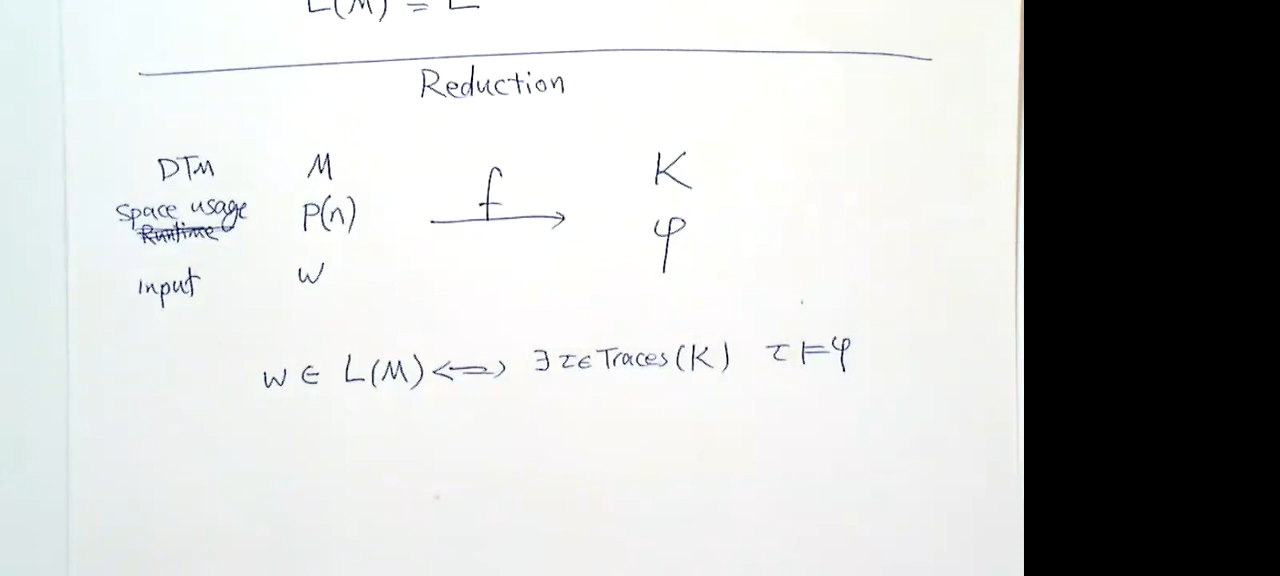 L(M) = L
Reduction
DTM M K
space usage P(n) f φ
Runtime
input w
w ∈ L(M) <=> ∃ τ ∈ Traces(K) τ ⊨ φ